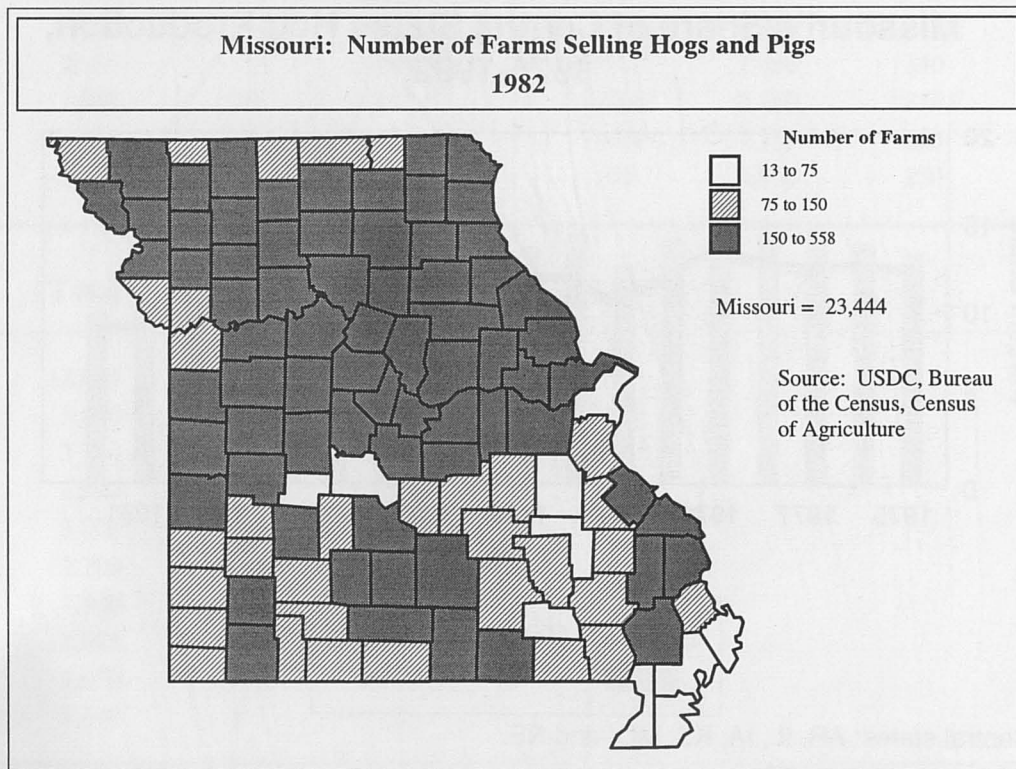 Missouri: Number of Farms Selling Hogs and Pigs
1982
Number of Farms
13 to 75
75 to 150
150 to 558
Missouri = 23,444
Source: USDC, Bureau
of the Census, Census
of Agriculture